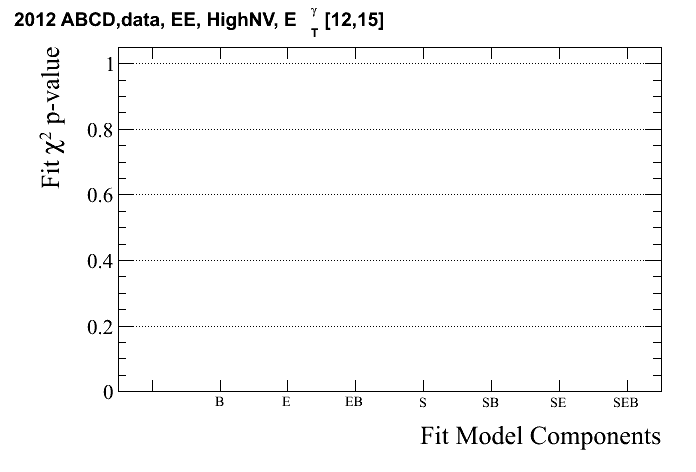 2012 ABCD,data, EE, HighNV, E γ T [12,15]
Fit χ² p-value
1
0.8
0.6
0.4
0.2
0
B E EB S SB SE SEB
Fit Model Components